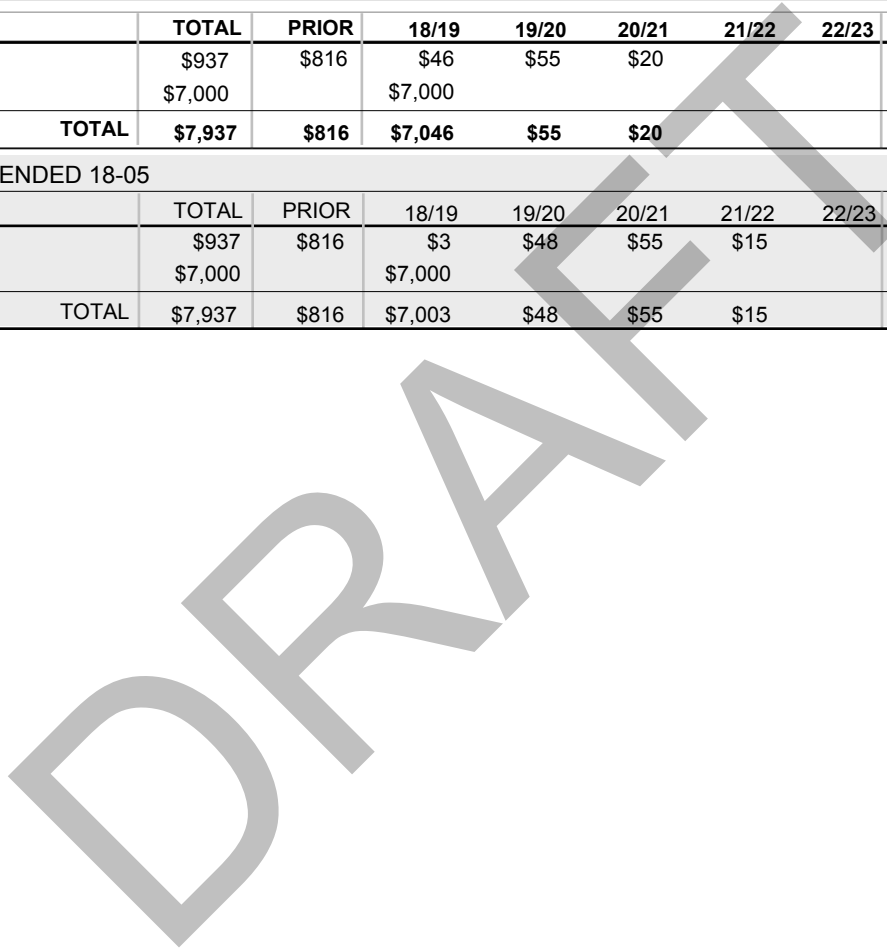 TOTAL PRIOR 18/19 19/20 20/21 21/22 22/23
$937 $816 $46 $55 $20
$7,000 $7,000
TOTAL $7,937 $816 $7,046 $55 $20
ENDED 18-05
TOTAL PRIOR 18/19 19/20 20/21 21/22 22/23
$937 $816 $3 $48 $55 $15
$7,000 $7,000
TOTAL $7,937 $816 $7,003 $48 $55 $15
DRAFT